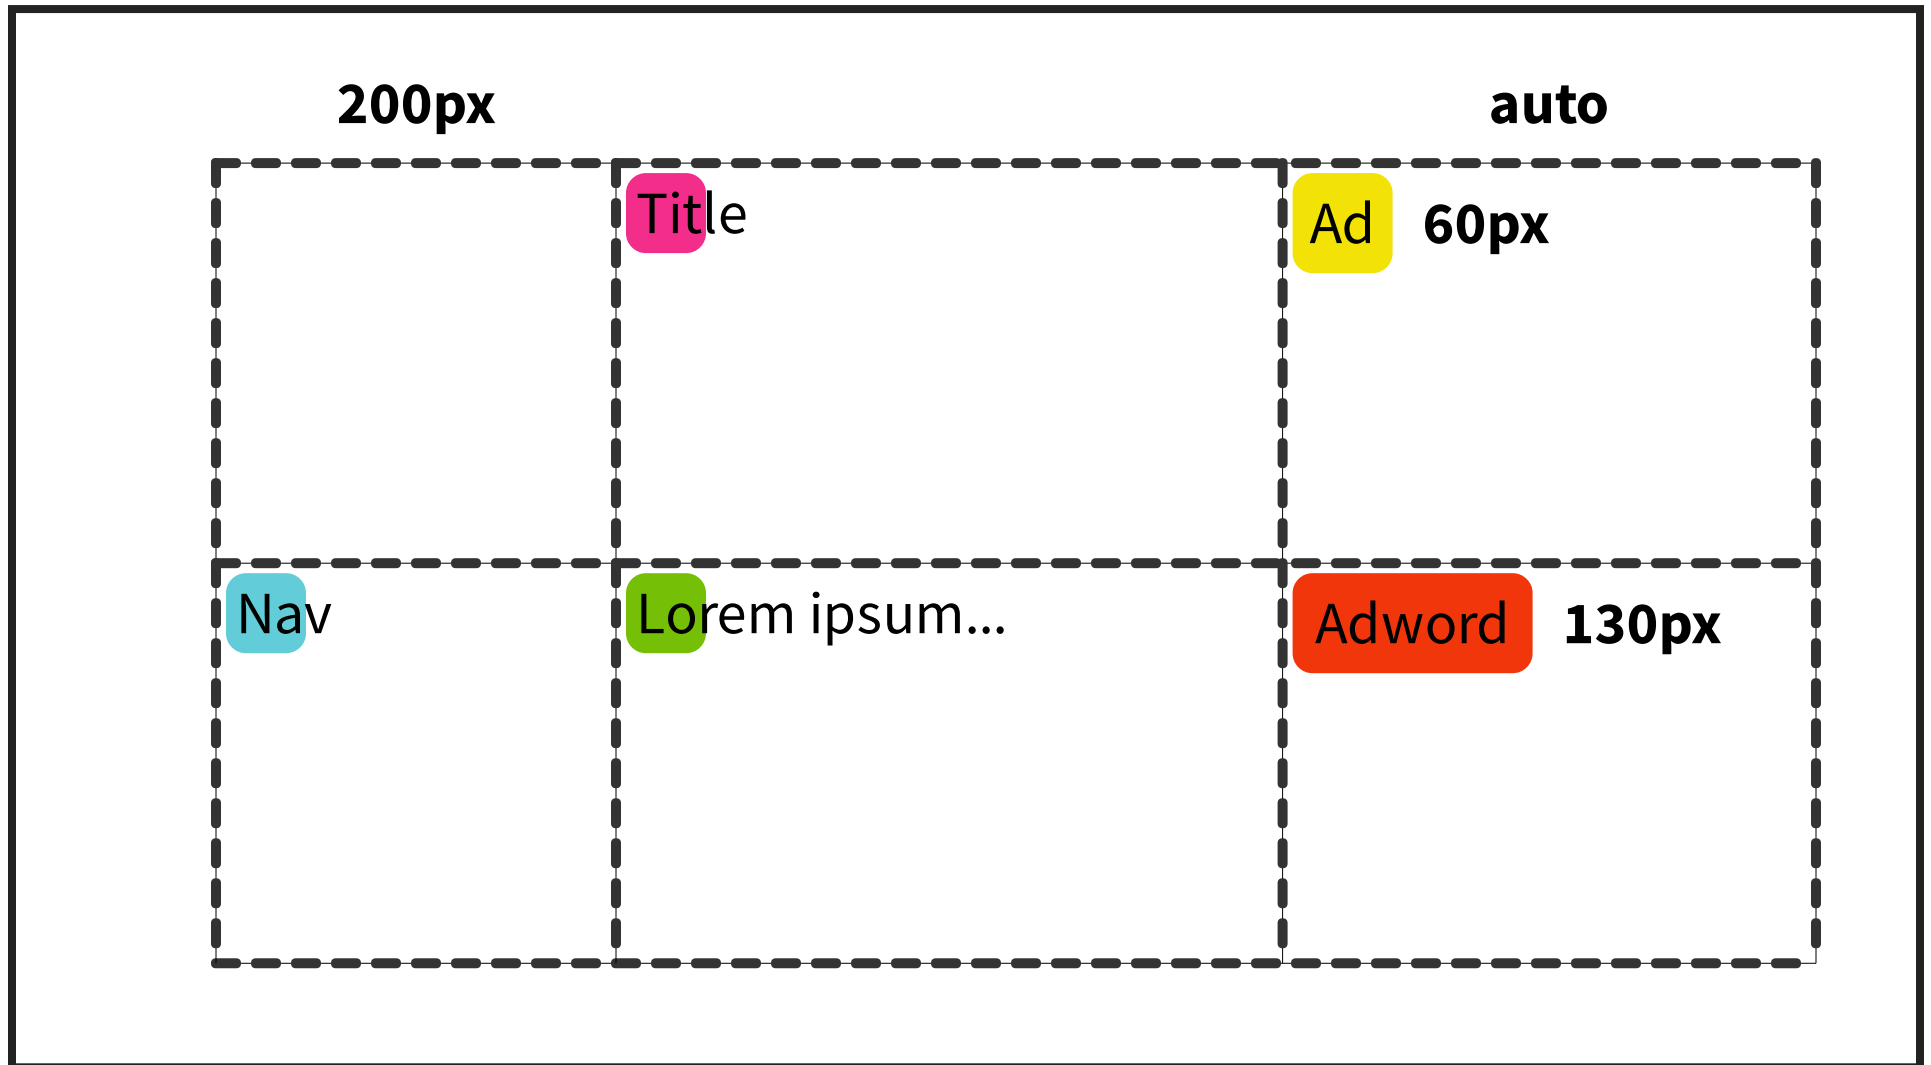 200px
auto
Title
Ad
60px
Nav
Lorem ipsum...
Adword
130px